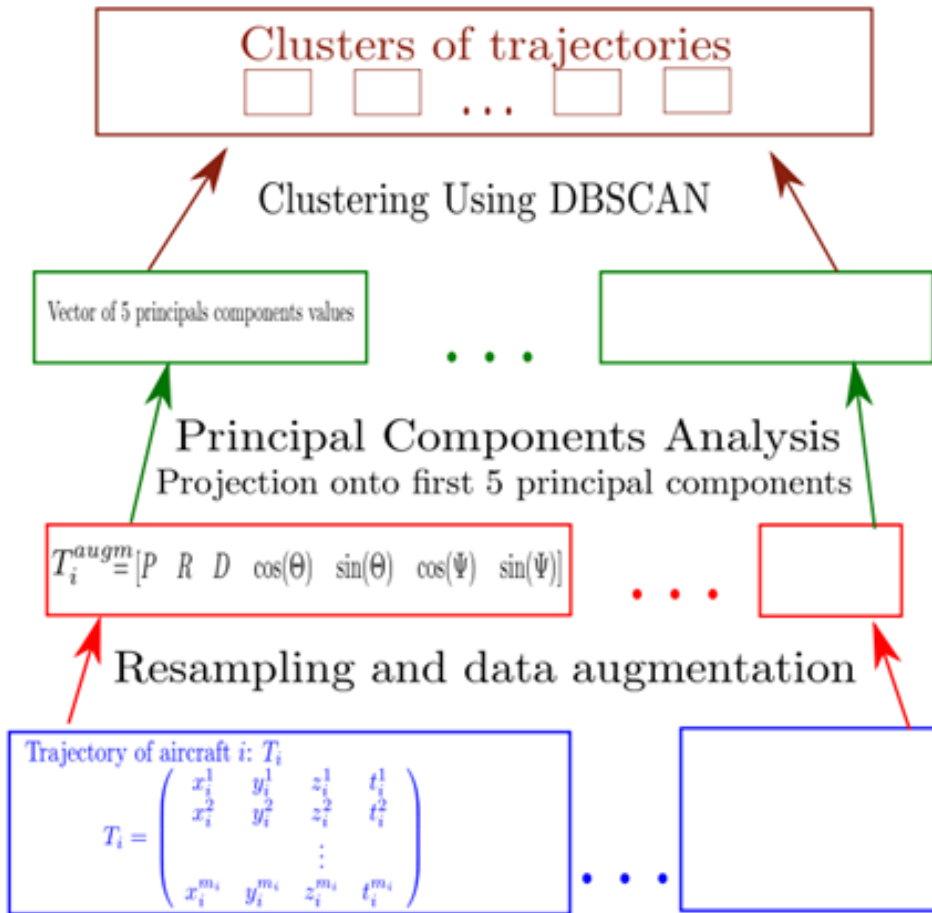 Clusters of trajectories
. . .
Clustering Using DBSCAN
Vector of 5 principals components values
. . .
Principal Components Analysis
Projection onto first 5 principal components
T_i^{augm} = [P R D cos(Θ) sin(Θ) cos(Ψ) sin(Ψ)]
. . .
Resampling and data augmentation
Trajectory of aircraft i: T_i
x_i^1 y_i^1 z_i^1 t_i^1
x_i^2 y_i^2 z_i^2 t_i^2
T_i =
⋮
x_i^{m_i} y_i^{m_i} z_i^{m_i} t_i^{m_i}
. . .